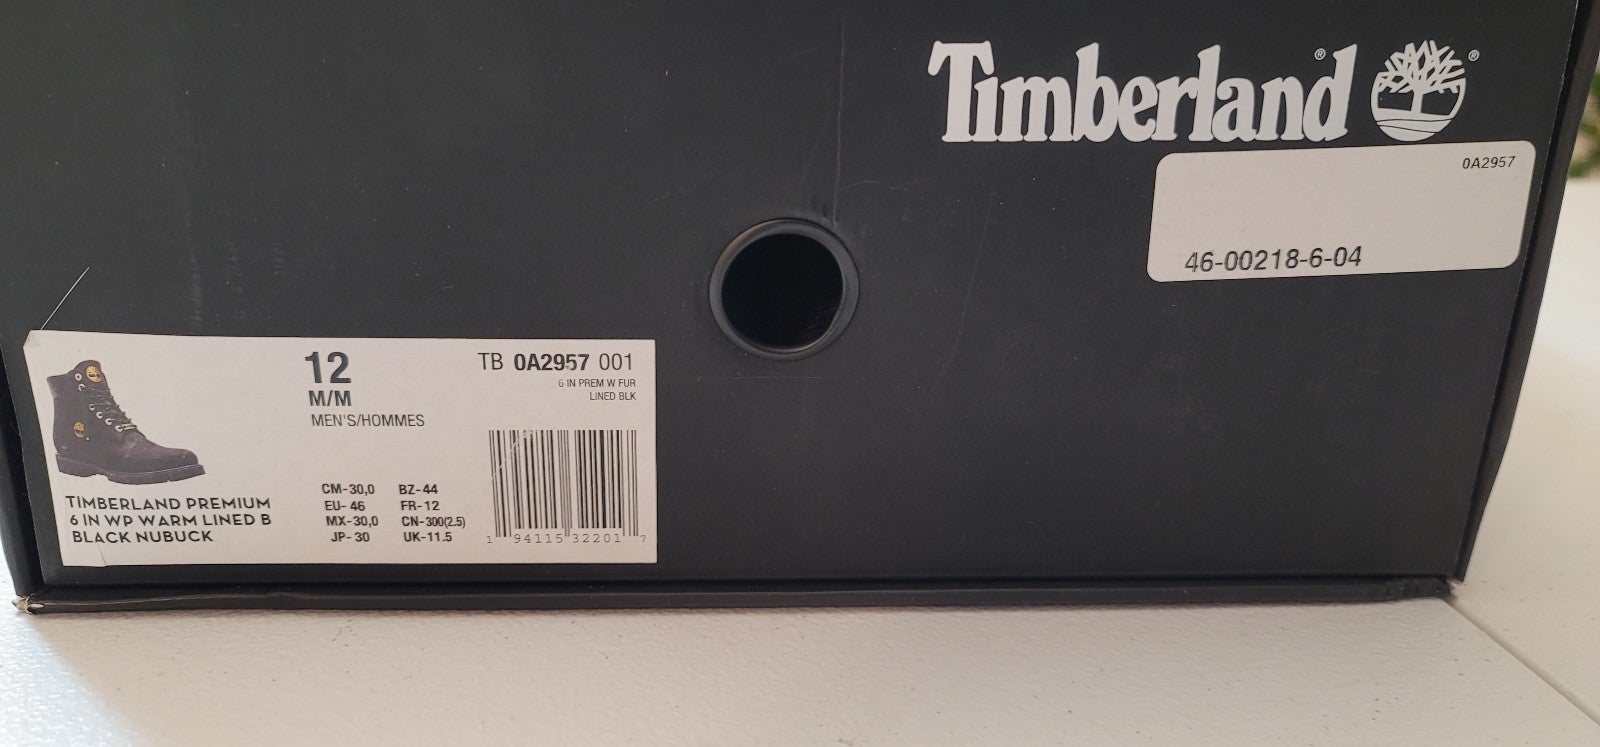 Timberland®
®
0A2957
46-00218-6-04
12
M/M
MEN'S/HOMMES
TB 0A2957 001
6 IN PREM W FUR
LINED BLK
TIMBERLAND PREMIUM
6 IN WP WARM LINED B
BLACK NUBUCK
CM-30,0 BZ-44
EU-46 FR-12
MX-30,0 CN-300(2.5)
JP-30 UK-11.5
1 94115 32201 7